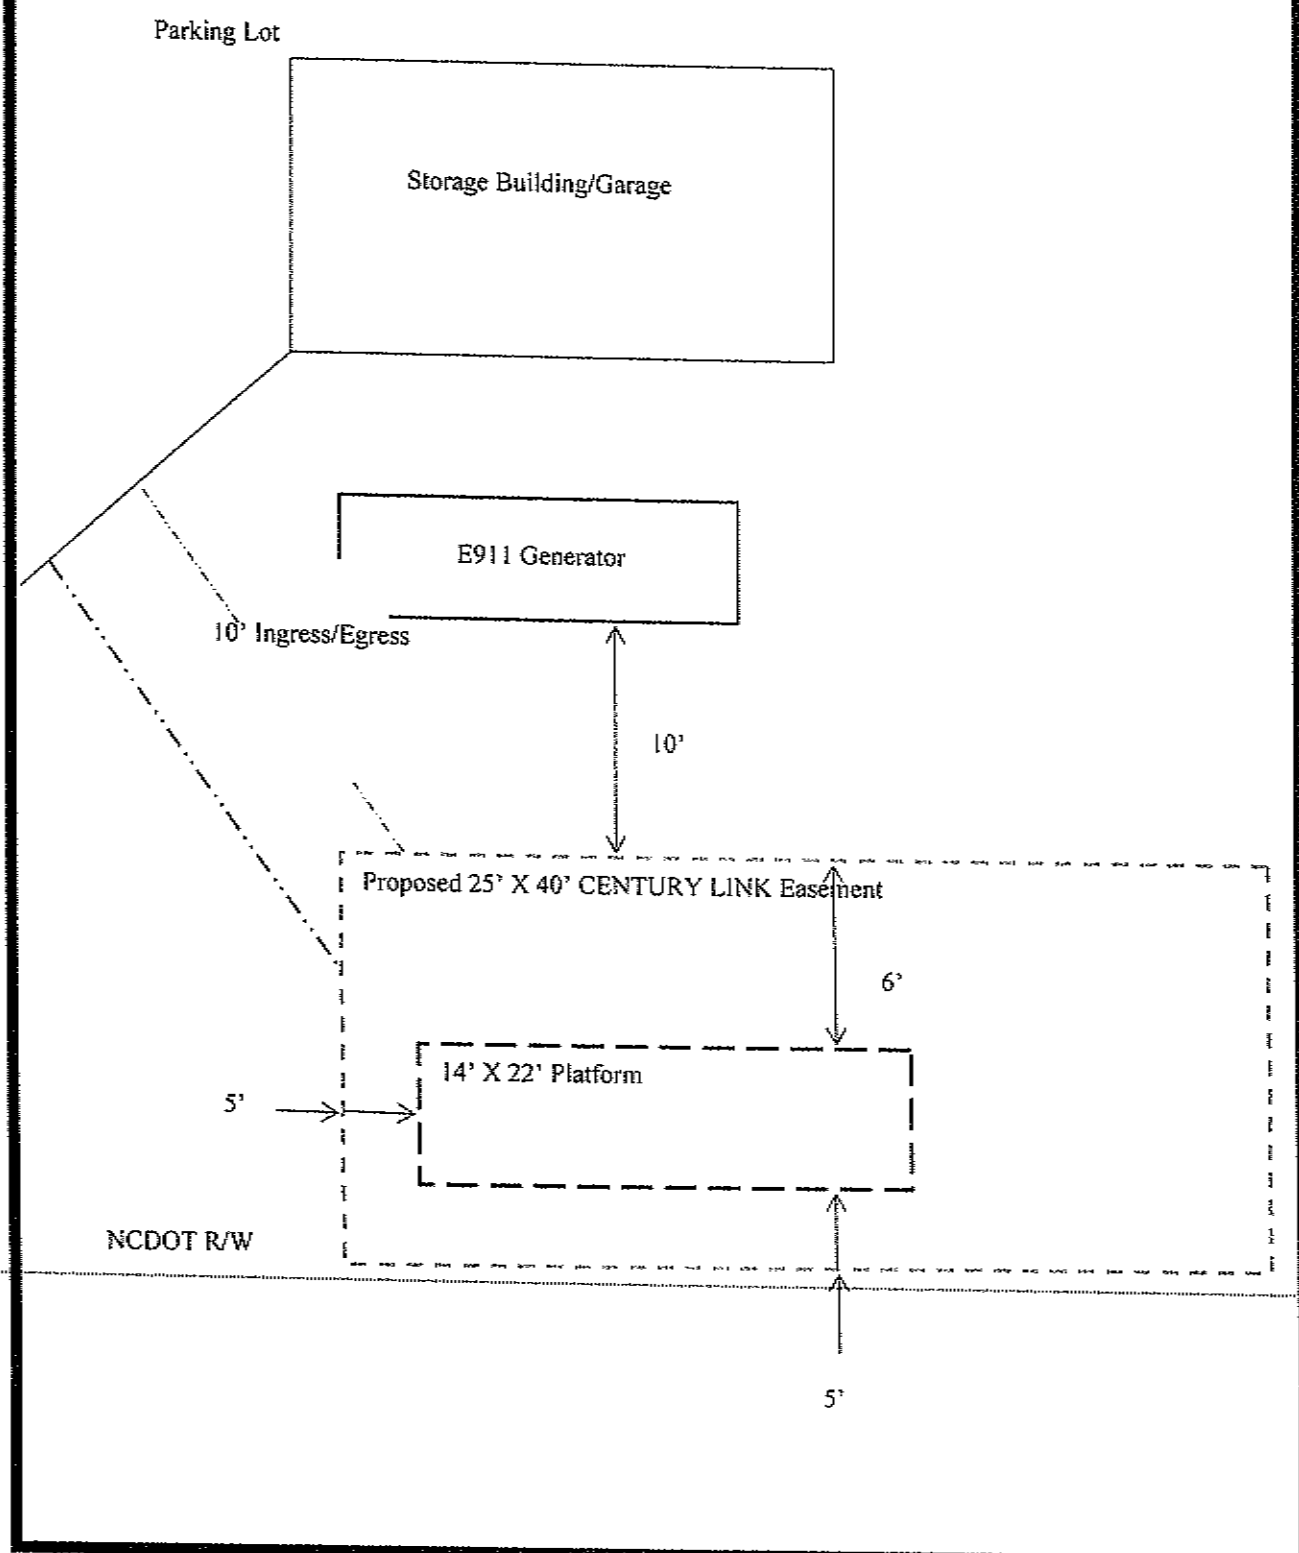 Parking Lot
Storage Building/Garage
E911 Generator
10' Ingress/Egress
10'
Proposed 25' X 40' CENTURY LINK Easement
6'
14' X 22' Platform
5'
NCDOT R/W
5'